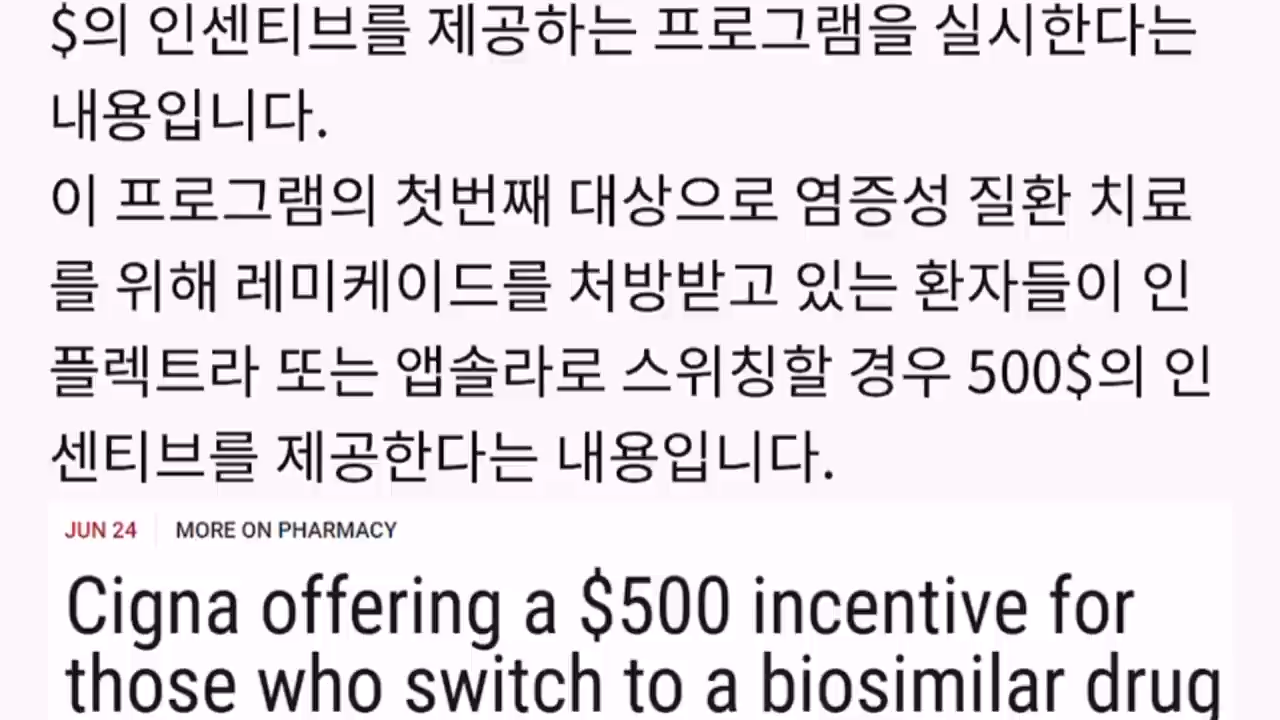 $의 인센티브를 제공하는 프로그램을 실시한다는
내용입니다.
이 프로그램의 첫번째 대상으로 염증성 질환 치료
를 위해 레미케이드를 처방받고 있는 환자들이 인
플렉트라 또는 앱솔라로 스위칭할 경우 500$의 인
센티브를 제공한다는 내용입니다.
JUN 24 MORE ON PHARMACY
Cigna offering a $500 incentive for
those who switch to a biosimilar drug